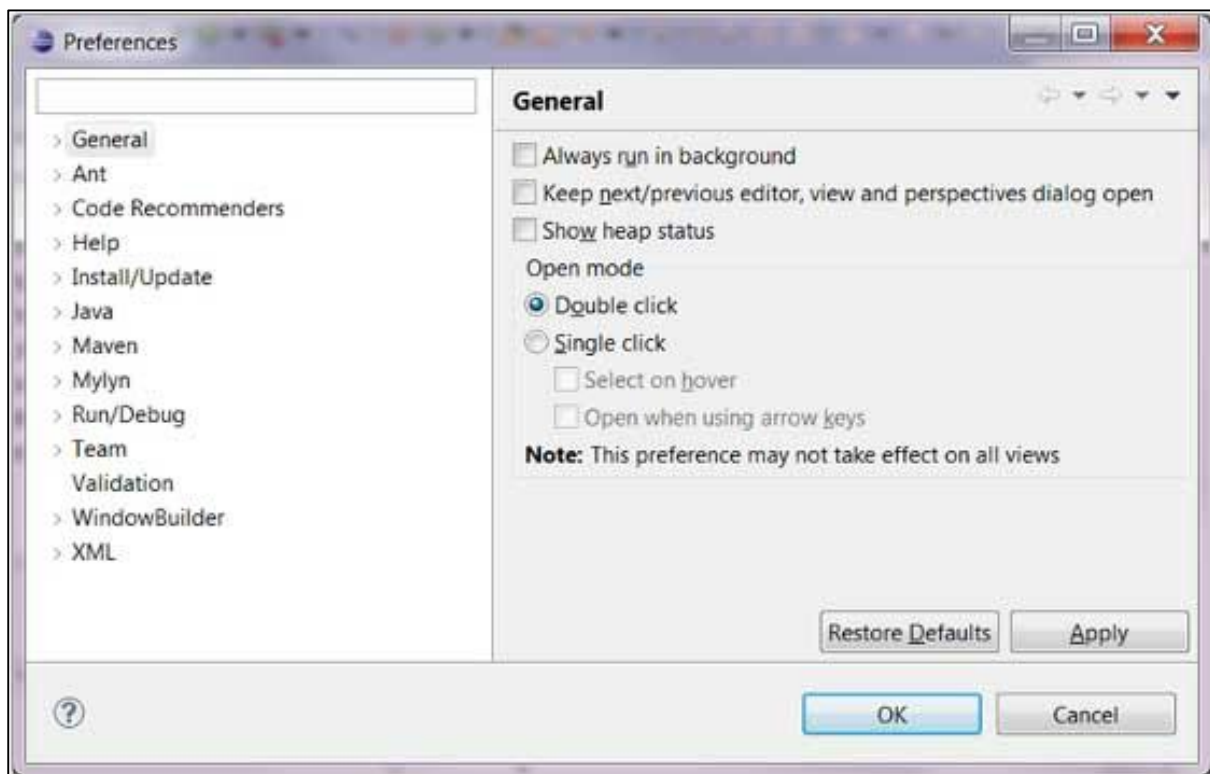 Preferences
General
Ant
Code Recommenders
Help
Install/Update
Java
Maven
Mylyn
Run/Debug
Team
Validation
WindowBuilder
XML
General
Always run in background
Keep next/previous editor, view and perspectives dialog open
Show heap status
Open mode
Double click
Single click
Select on hover
Open when using arrow keys
Note: This preference may not take effect on all views
Restore Defaults Apply
? OK Cancel